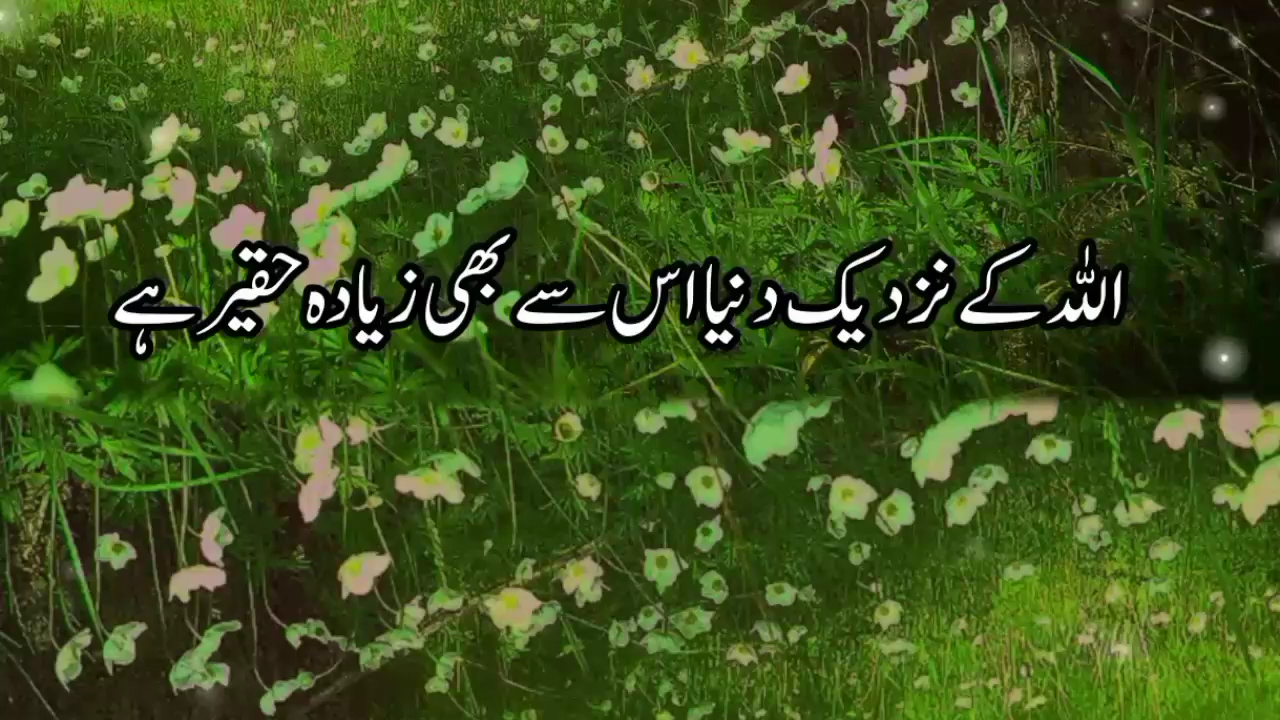 اللہ کے نزدیک دنیا اس سے بھی زیادہ حقیر ہے